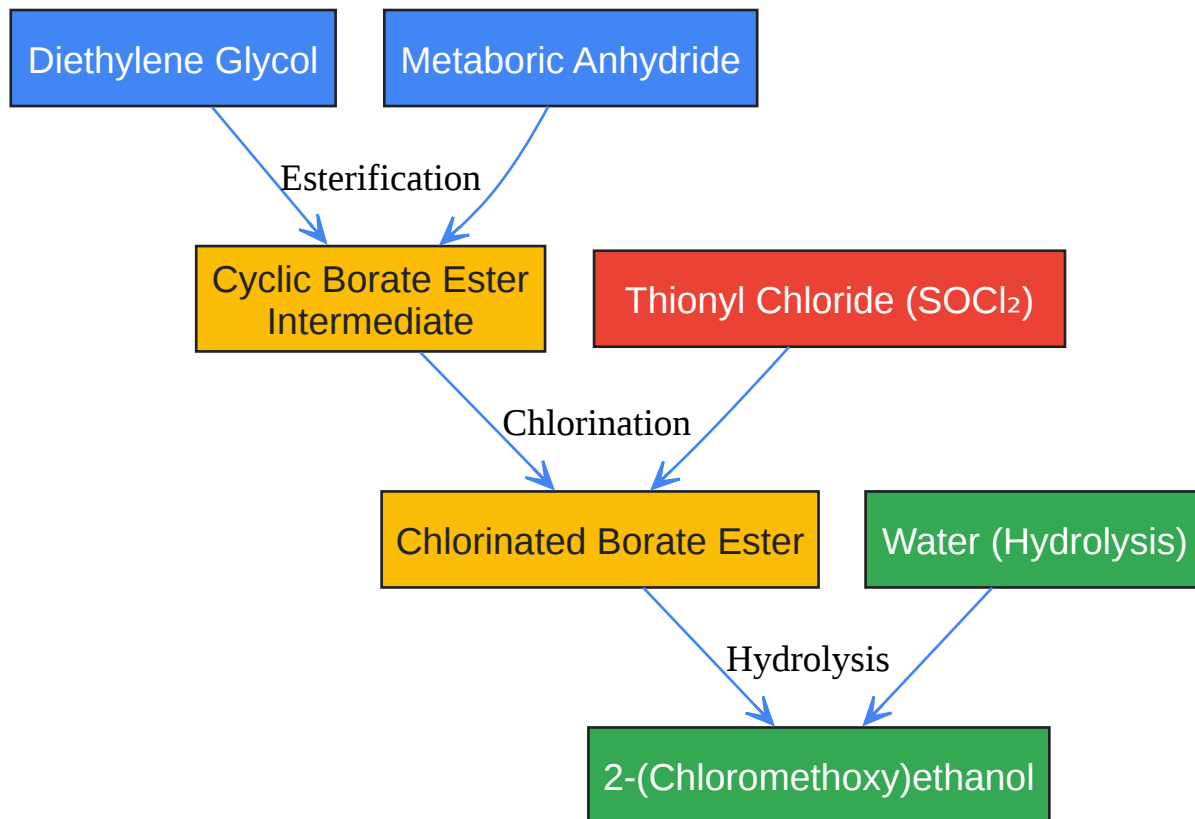 Diethylene Glycol
Metaboric Anhydride
Esterification
Cyclic Borate Ester
Intermediate
Thionyl Chloride (SOCl₂)
Chlorination
Chlorinated Borate Ester
Water (Hydrolysis)
Hydrolysis
2-(Chloromethoxy)ethanol